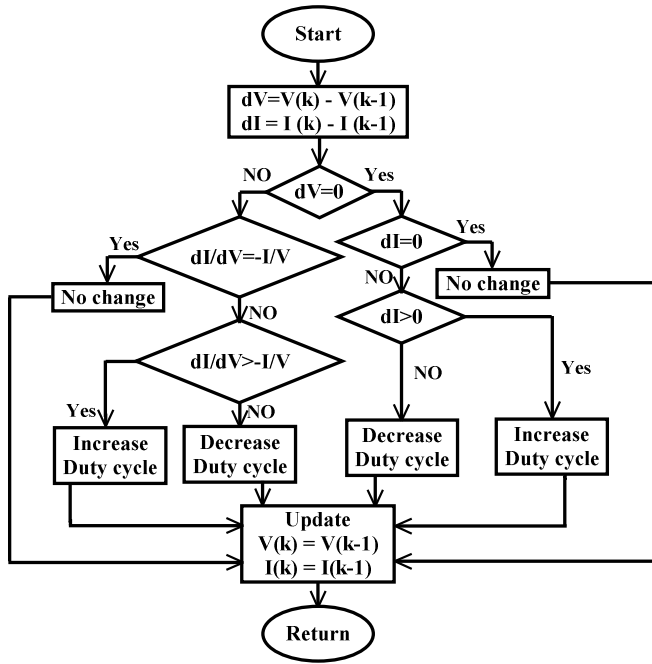 Start
dV=V(k) - V(k-1)
dI = I (k) - I (k-1)
NO
Yes
dV=0
Yes
dI/dV=-I/V
dI=0
Yes
No change
NO
No change
NO
dI>0
dI/dV>-I/V
NO
Yes
Yes
NO
Increase
Duty cycle
Decrease
Duty cycle
Decrease
Duty cycle
Increase
Duty cycle
Update
V(k) = V(k-1)
I(k) = I(k-1)
Return